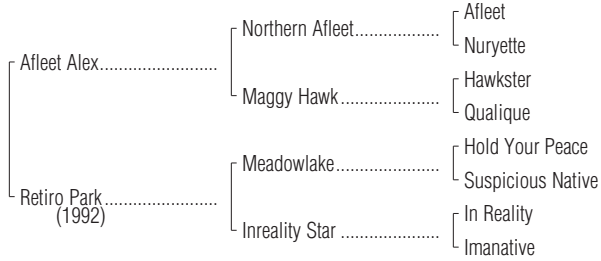 Afleet
Northern Afleet..................
Nuryette
Afleet Alex.........................
Hawkster
Maggy Hawk.....................
Qualique
Hold Your Peace
Meadowlake......................
Suspicious Native
Retiro Park........................
(1992)
In Reality
Inreality Star .....................
Imanative